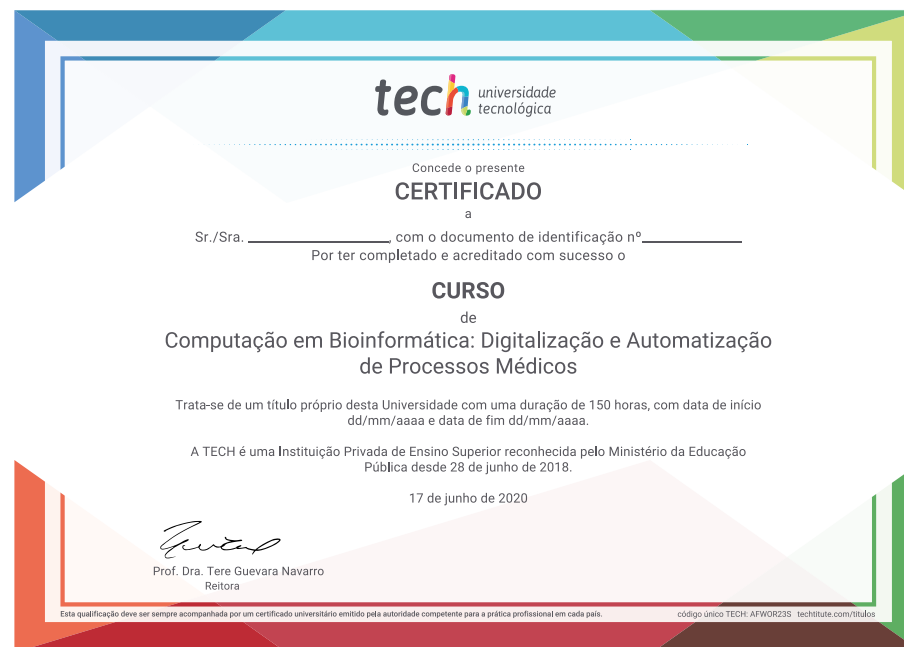 tech universidade
tecnológica
Concede o presente
CERTIFICADO
a
Sr./Sra. ________________, com o documento de identificação nº____________
Por ter completado e acreditado com sucesso o
CURSO
de
Computação em Bioinformática: Digitalização e Automatização
de Processos Médicos
Trata-se de um título próprio desta Universidade com uma duração de 150 horas, com data de início
dd/mm/aaaa e data de fim dd/mm/aaaa.
A TECH é uma Instituição Privada de Ensino Superior reconhecida pelo Ministério da Educação
Pública desde 28 de junho de 2018.
17 de junho de 2020
Prof. Dra. Tere Guevara Navarro
Reitora
Esta qualificação deve ser sempre acompanhada por um certificado universitário emitido pela autoridade competente para a prática profissional em cada país.
código único TECH: AFWOR23S techtitute.com/titulos